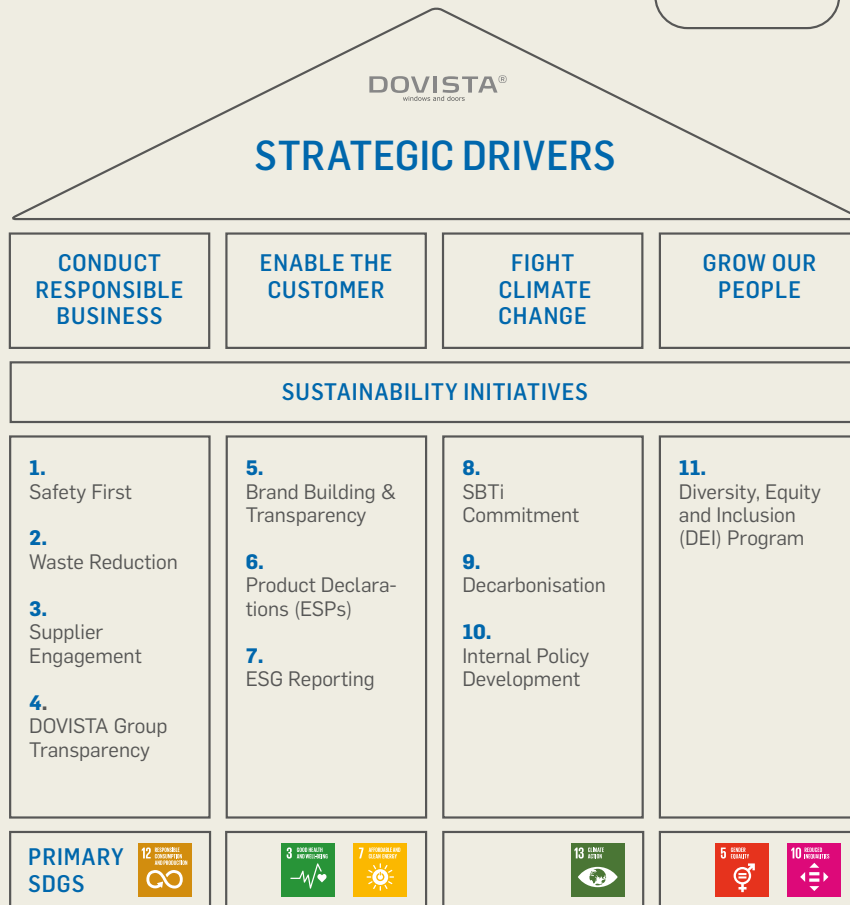 DOVISTA®
windows and doors
STRATEGIC DRIVERS
CONDUCT
RESPONSIBLE
BUSINESS
ENABLE THE
CUSTOMER
FIGHT
CLIMATE
CHANGE
GROW OUR
PEOPLE
SUSTAINABILITY INITIATIVES
1.
Safety First
2.
Waste Reduction
3.
Supplier
Engagement
4.
DOVISTA Group
Transparency
5.
Brand Building &
Transparency
6.
Product Declara-
tions (ESPs)
7.
ESG Reporting
8.
SBTi
Commitment
9.
Decarbonisation
10.
Internal Policy
Development
11.
Diversity, Equity
and Inclusion
(DEI) Program
PRIMARY
SDGS
12 RESPONSIBLE
CONSUMPTION
AND PRODUCTION
3 GOOD HEALTH
AND WELL-BEING
7 AFFORDABLE AND
CLEAN ENERGY
13 CLIMATE
ACTION
5 GENDER
EQUALITY
10 REDUCED
INEQUALITIES